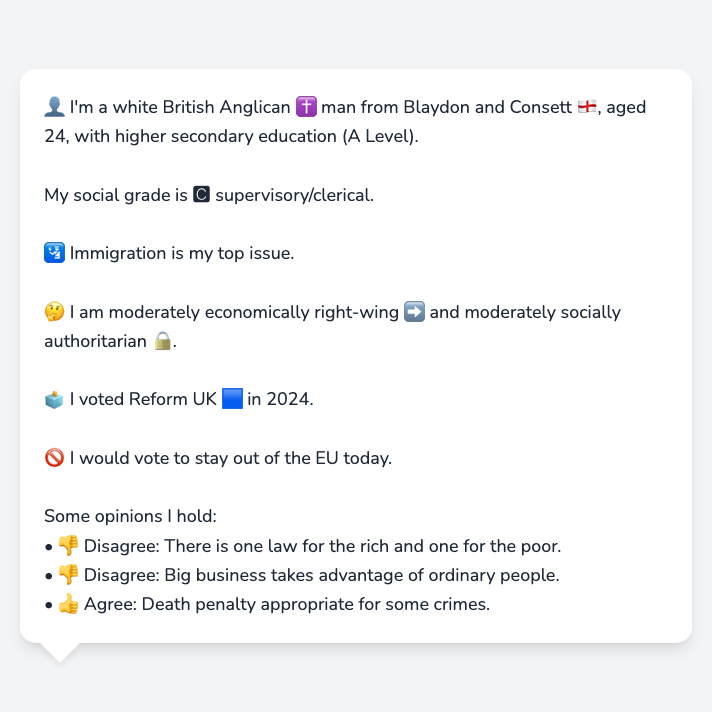 👤 I'm a white British Anglican ✝️ man from Blaydon and Consett 🏴󠁧󠁢󠁥󠁮󠁧󠁿, aged
24, with higher secondary education (A Level).
My social grade is 🅲 supervisory/clerical.
🛂 Immigration is my top issue.
🤔 I am moderately economically right-wing ➡️ and moderately socially
authoritarian 🔒.
🗳️ I voted Reform UK 🟦 in 2024.
🚫 I would vote to stay out of the EU today.
Some opinions I hold:
• 👎 Disagree: There is one law for the rich and one for the poor.
• 👎 Disagree: Big business takes advantage of ordinary people.
• 👍 Agree: Death penalty appropriate for some crimes.